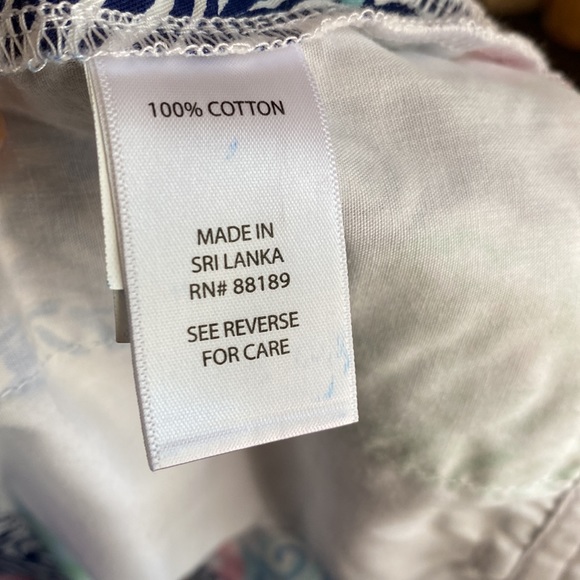 100% COTTON
MADE IN
SRI LANKA
RN# 88189
SEE REVERSE
FOR CARE